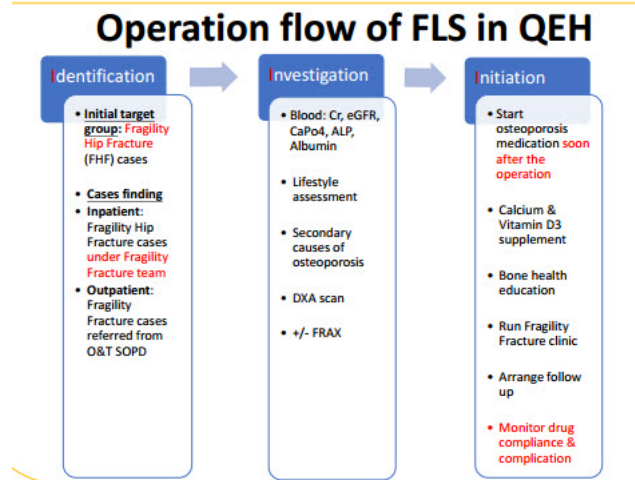 Operation flow of FLS in QEH
Identification
• Initial target
group: Fragility
Hip Fracture
(FHF) cases
• Cases finding
• Inpatient:
Fragility Hip
Fracture cases
under Fragility
Fracture team
• Outpatient:
Fragility
Fracture cases
referred from
O&T SOPD
Investigation
• Blood: Cr, eGFR,
CaPo4, ALP,
Albumin
• Lifestyle
assessment
• Secondary
causes of
osteoporosis
• DXA scan
• +/- FRAX
Initiation
• Start
osteoporosis
medication soon
after the
operation
• Calcium &
Vitamin D3
supplement
• Bone health
education
• Run Fragility
Fracture clinic
• Arrange follow
up
• Monitor drug
compliance &
complication